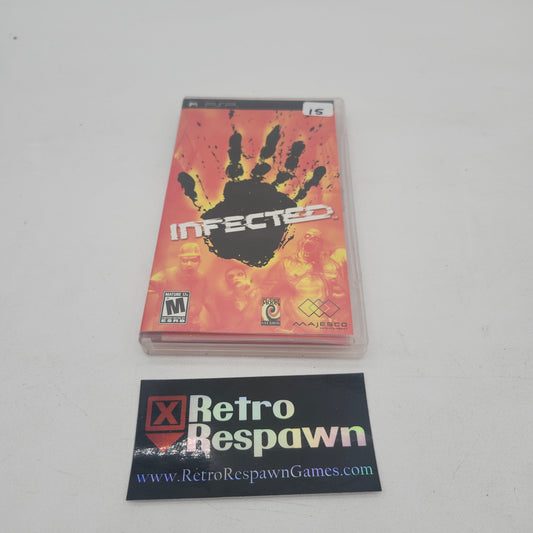 PSP
15
INFECTED
MATURE 17+
M
ESRB
MAJESCO
X Retro
Respawn
www.RetroRespawnGames.com